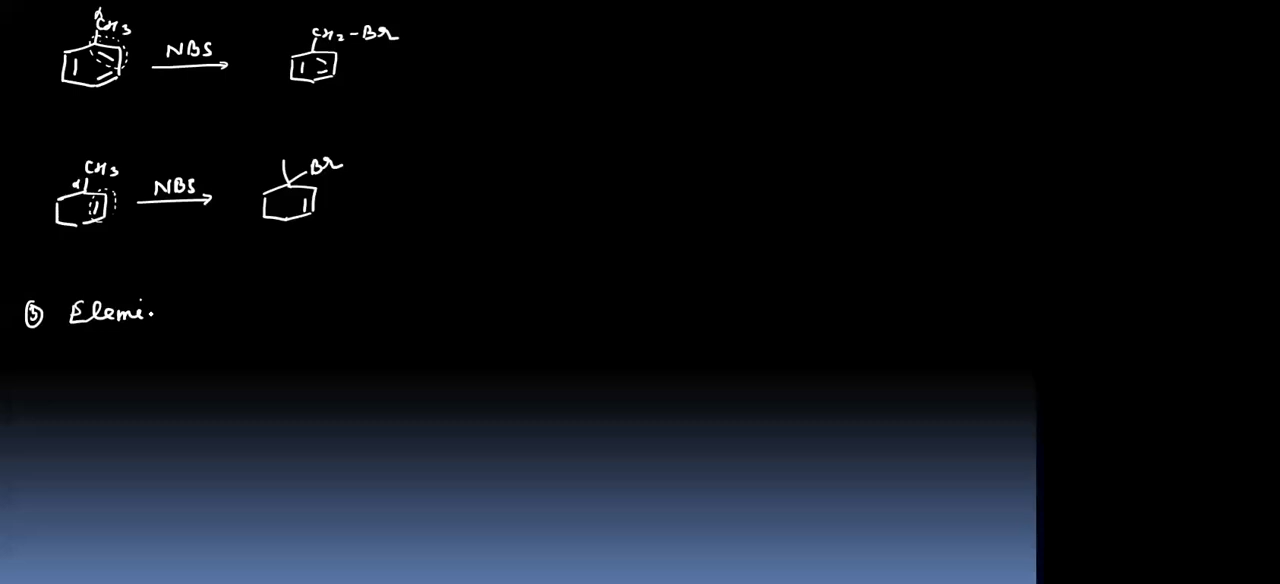 α
CH3
NBS
CH2-Br
CH3
α
NBS
Br
③ Elemi.